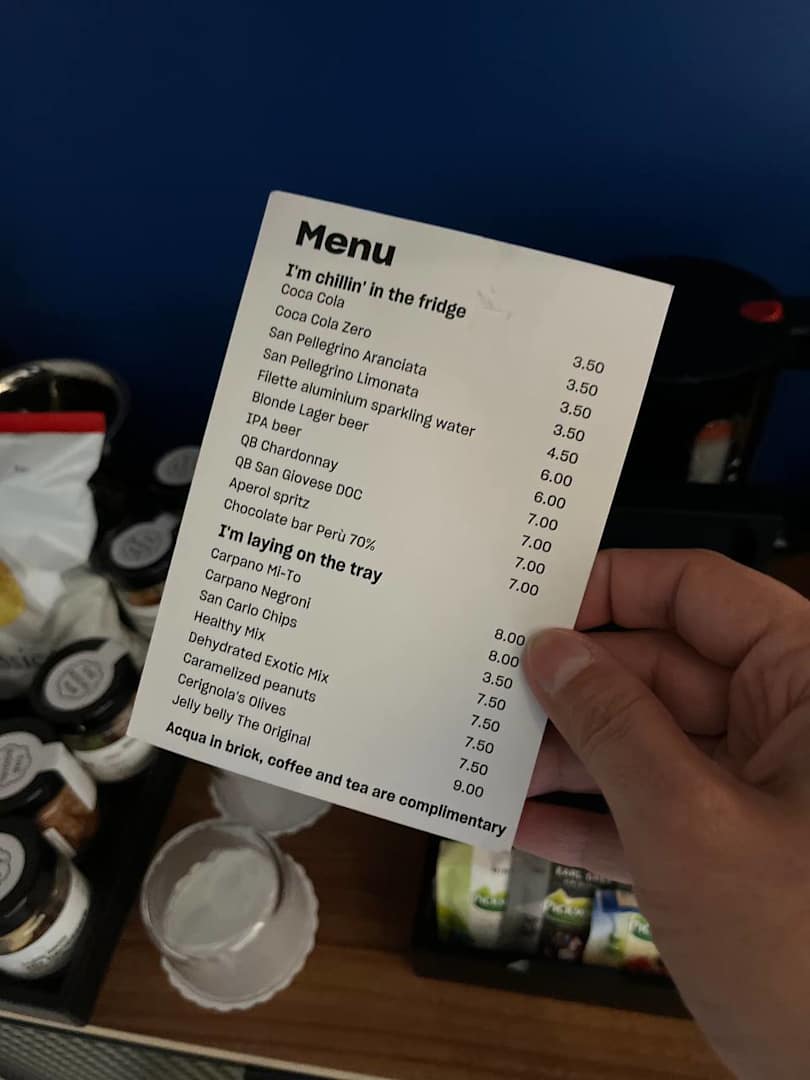 Menu
I'm chillin' in the fridge
Coca Cola 3.50
Coca Cola Zero 3.50
San Pellegrino Aranciata 3.50
San Pellegrino Limonata 3.50
Filette aluminium sparkling water 4.50
Blonde Lager beer 6.00
IPA beer 6.00
QB Chardonnay 7.00
QB San Giovese DOC 7.00
Aperol spritz 7.00
Chocolate bar Perù 70% 7.00
I'm laying on the tray
Carpano Mi-To 8.00
Carpano Negroni 8.00
San Carlo Chips 3.50
Healthy Mix 7.50
Dehydrated Exotic Mix 7.50
Caramelized peanuts 7.50
Cerignola's Olives 7.50
Jelly belly The Original 9.00
Acqua in brick, coffee and tea are complimentary